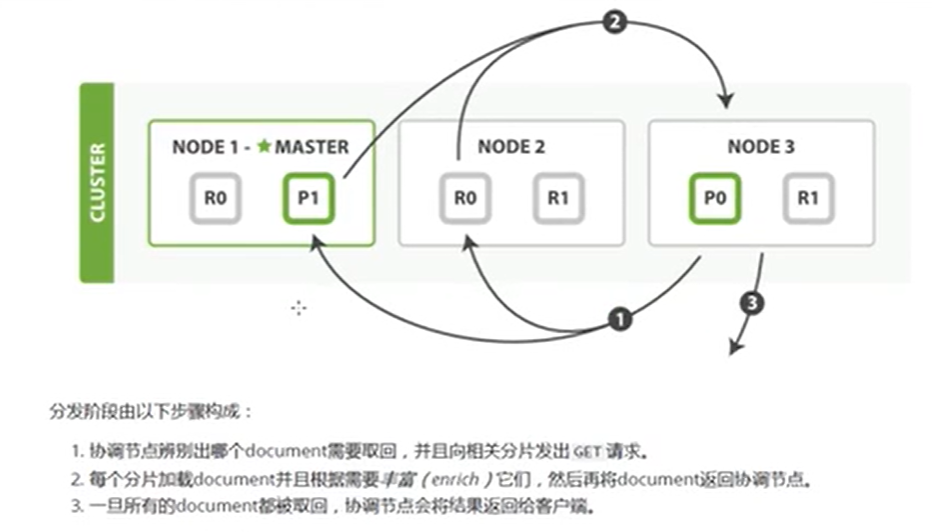 2
CLUSTER
NODE 1 - ★ MASTER
NODE 2
NODE 3
R0 P1 R0 R1 P0 R1
1
3
分发阶段由以下步骤构成：
1. 协调节点辨别出哪个document需要取回，并且向相关分片发出 GET 请求。
2. 每个分片加载document并且根据需要丰富（enrich）它们，然后再将document返回协调节点。
3. 一旦所有的document都被取回，协调节点会将结果返回给客户端。